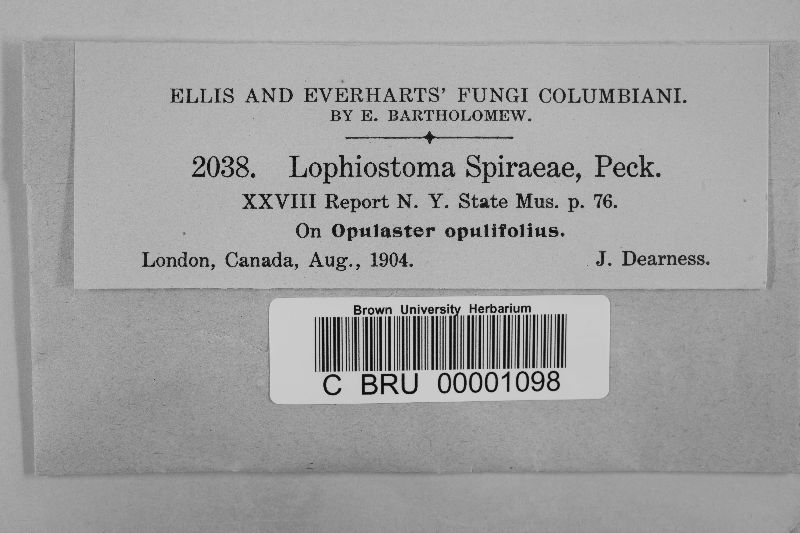 ELLIS AND EVERHARTS' FUNGI COLUMBIANI.
BY E. BARTHOLOMEW.
2038. Lophiostoma Spiraeae, Peck.
XXVIII Report N. Y. State Mus. p. 76.
On Opulaster opulifolius.
London, Canada, Aug., 1904. J. Dearness.
Brown University Herbarium
C BRU 00001098